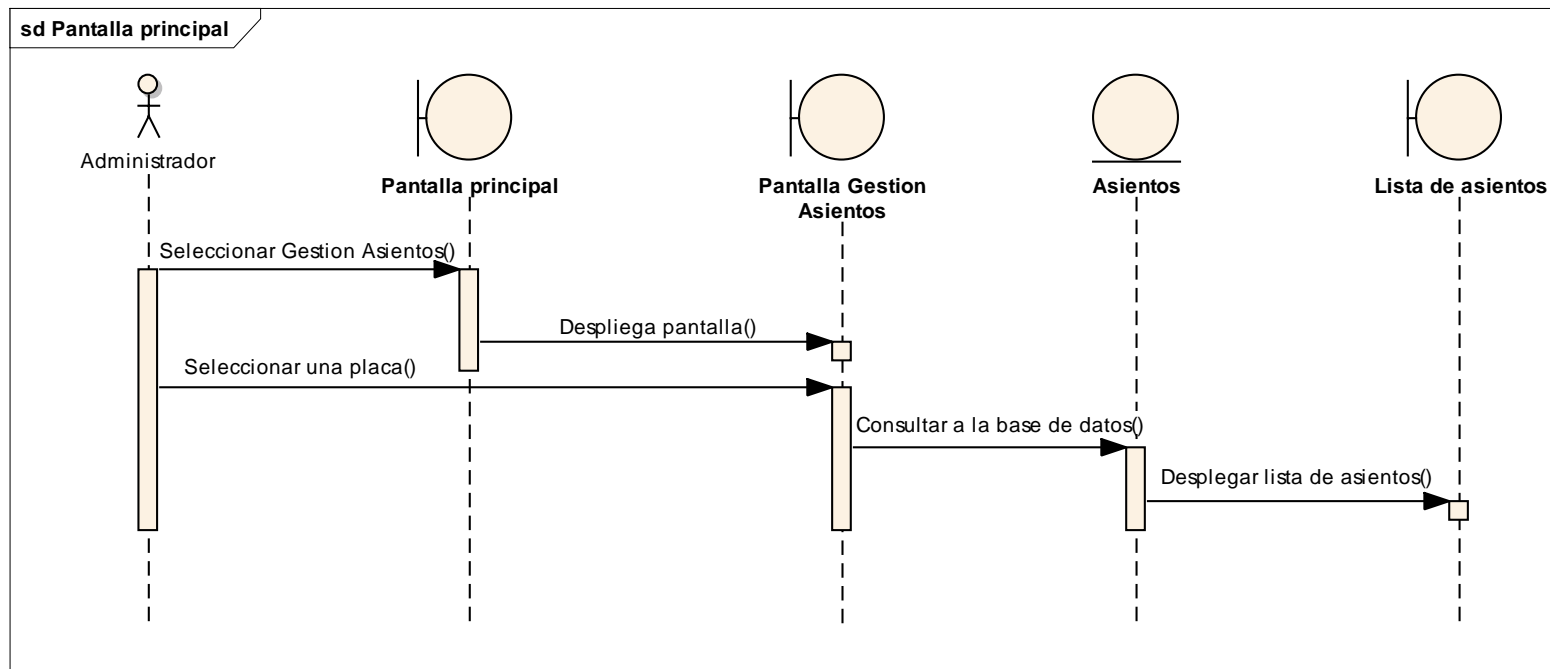 sd Pantalla principal
Administrador
Pantalla principal
Pantalla Gestion
Asientos
Asientos
Lista de asientos
Seleccionar Gestion Asientos()
Despliega pantalla()
Seleccionar una placa()
Consultar a la base de datos()
Desplegar lista de asientos()